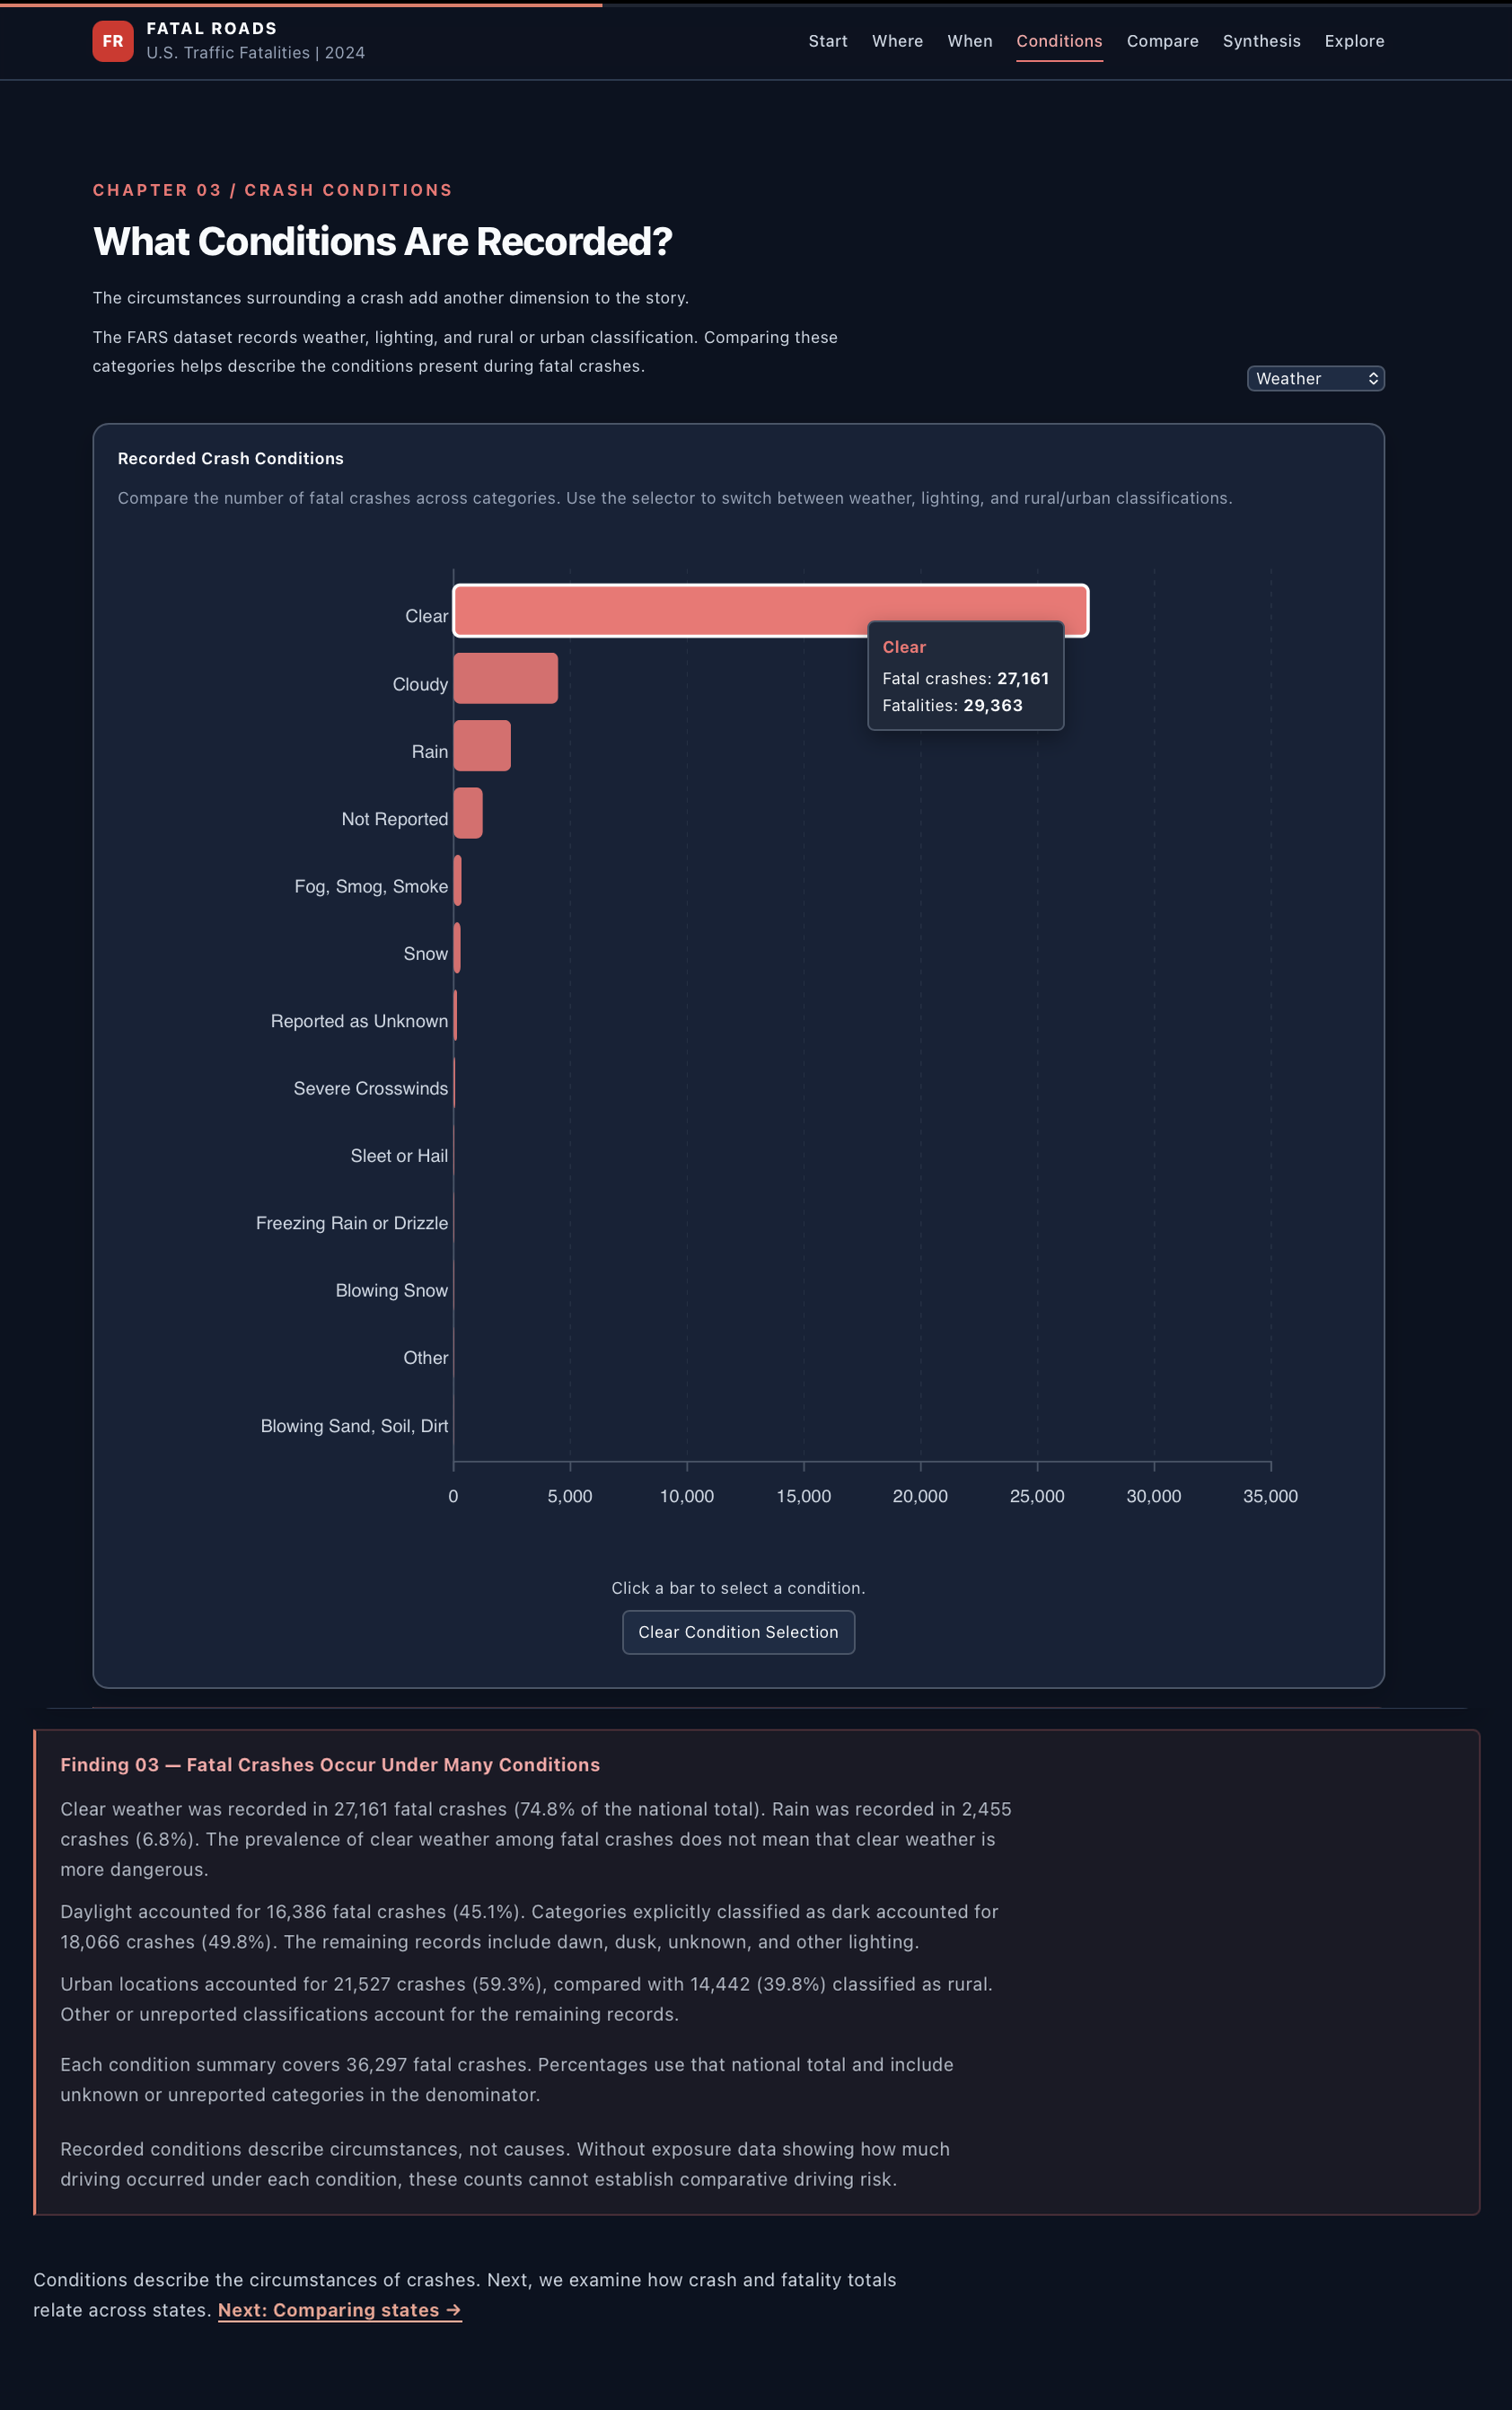 FR
FATAL ROADS
U.S. Traffic Fatalities | 2024
Start
Where
When
Conditions
Compare
Synthesis
Explore
CHAPTER 03 / CRASH CONDITIONS
What Conditions Are Recorded?
The circumstances surrounding a crash add another dimension to the story.
The FARS dataset records weather, lighting, and rural or urban classification. Comparing these
categories helps describe the conditions present during fatal crashes.
Weather
Recorded Crash Conditions
Compare the number of fatal crashes across categories. Use the selector to switch between weather, lighting, and rural/urban classifications.
Clear
Clear
Fatal crashes: 27,161
Fatalities: 29,363
Cloudy
Rain
Not Reported
Fog, Smog, Smoke
Snow
Reported as Unknown
Severe Crosswinds
Sleet or Hail
Freezing Rain or Drizzle
Blowing Snow
Other
Blowing Sand, Soil, Dirt
0
5,000
10,000
15,000
20,000
25,000
30,000
35,000
Click a bar to select a condition.
Clear Condition Selection
Finding 03 — Fatal Crashes Occur Under Many Conditions
Clear weather was recorded in 27,161 fatal crashes (74.8% of the national total). Rain was recorded in 2,455
crashes (6.8%). The prevalence of clear weather among fatal crashes does not mean that clear weather is
more dangerous.
Daylight accounted for 16,386 fatal crashes (45.1%). Categories explicitly classified as dark accounted for
18,066 crashes (49.8%). The remaining records include dawn, dusk, unknown, and other lighting.
Urban locations accounted for 21,527 crashes (59.3%), compared with 14,442 (39.8%) classified as rural.
Other or unreported classifications account for the remaining records.
Each condition summary covers 36,297 fatal crashes. Percentages use that national total and include
unknown or unreported categories in the denominator.
Recorded conditions describe circumstances, not causes. Without exposure data showing how much
driving occurred under each condition, these counts cannot establish comparative driving risk.
Conditions describe the circumstances of crashes. Next, we examine how crash and fatality totals
relate across states. Next: Comparing states →